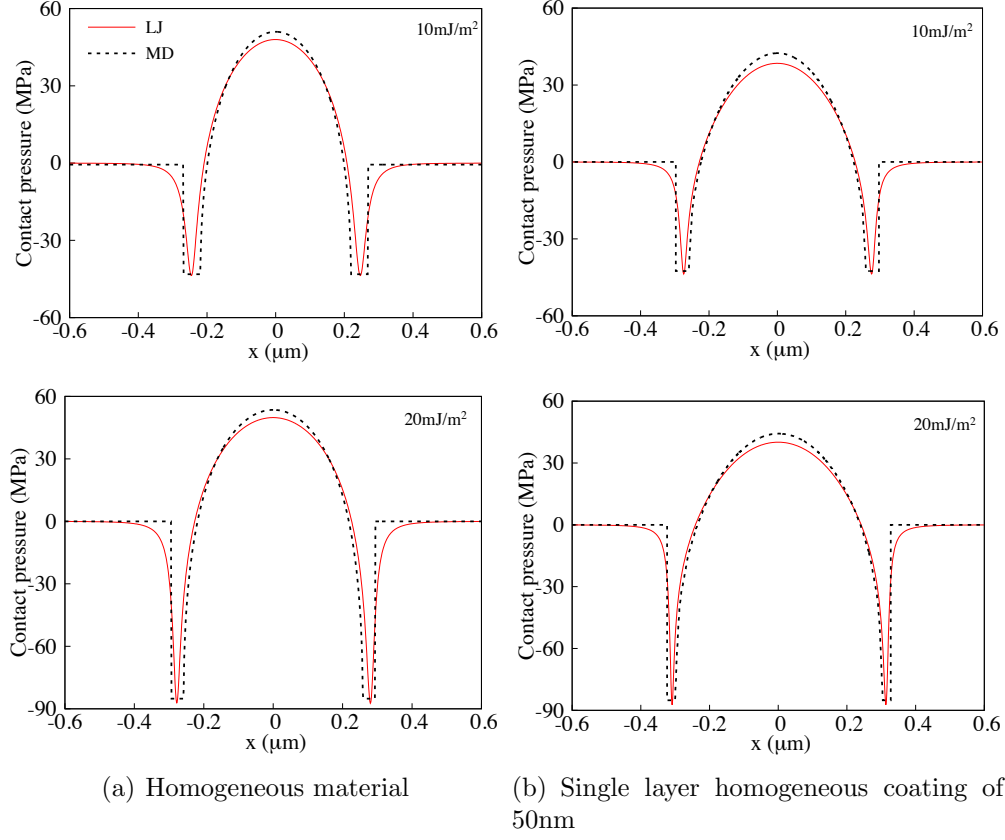 60
30
0
-30
-60
Contact pressure (MPa)
LJ
MD
10mJ/m²
-0.6 -0.4 -0.2 0 0.2 0.4 0.6
x (μm)
60
30
0
-30
-60
Contact pressure (MPa)
10mJ/m²
-0.6 -0.4 -0.2 0 0.2 0.4 0.6
x (μm)
60
30
0
-30
-60
-90
Contact pressure (MPa)
20mJ/m²
-0.6 -0.4 -0.2 0 0.2 0.4 0.6
x (μm)
60
30
0
-30
-60
-90
Contact pressure (MPa)
20mJ/m²
-0.6 -0.4 -0.2 0 0.2 0.4 0.6
x (μm)
(a) Homogeneous material
(b) Single layer homogeneous coating of
50nm